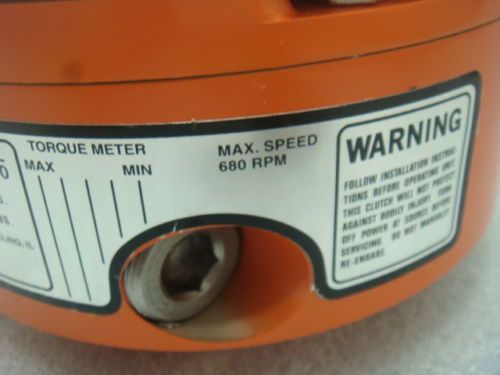 TORQUE METER
MAX MIN
MAX. SPEED
680 RPM
WARNING
FOLLOW INSTALLATION INSTRUC-
TIONS BEFORE OPERATING UNIT.
THIS CLUTCH WILL NOT PROTECT
AGAINST BODILY INJURY. TURN
OFF POWER AT SOURCE BEFORE
SERVICING. DO NOT MANUALLY
RE-ENGAGE.